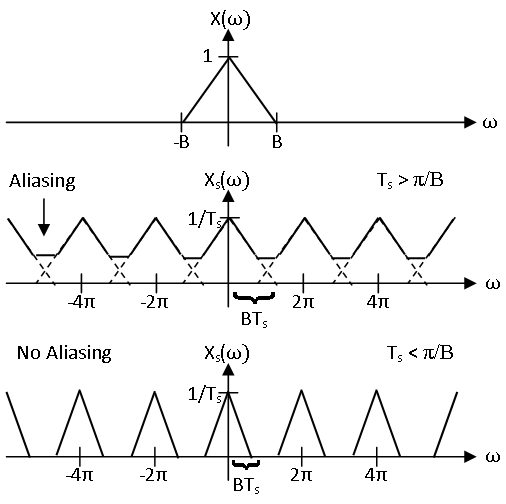 X(ω)
1
-B
B
ω
Aliasing
Xs(ω)
Ts > π/B
1/Ts
-4π
-2π
2π
4π
ω
BTs
No Aliasing
Xs(ω)
Ts < π/B
1/Ts
-4π
-2π
2π
4π
ω
BTs